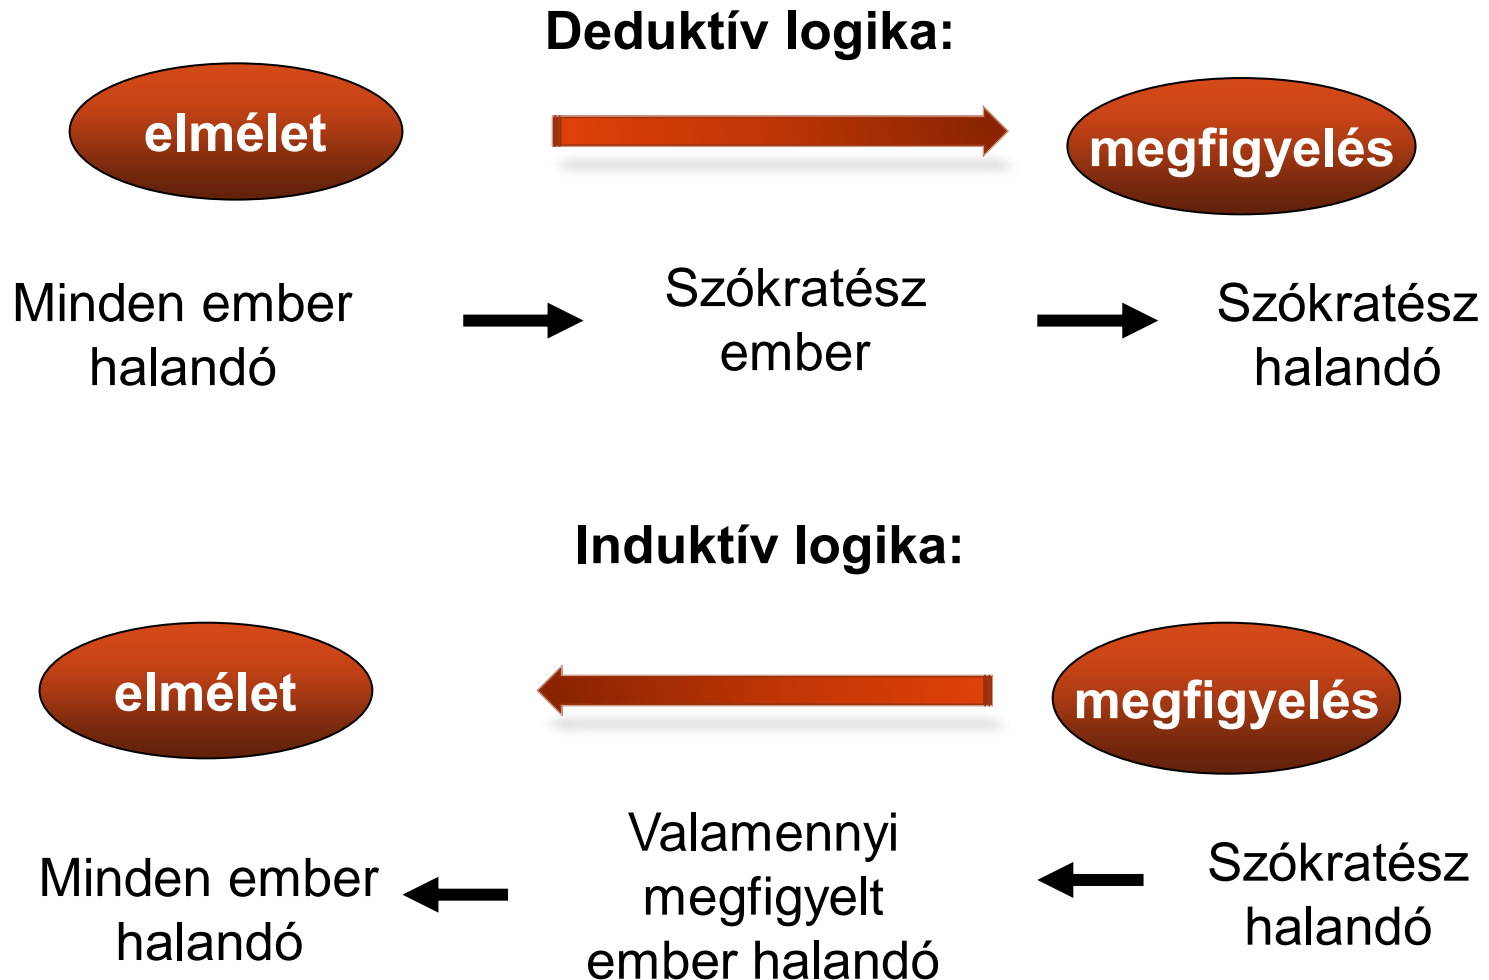 Deduktív logika:
elmélet
megfigyelés
Minden ember
halandó
Szókratész
ember
Szókratész
halandó
Induktív logika:
elmélet
megfigyelés
Minden ember
halandó
Valamennyi
megfigyelt
ember halandó
Szókratész
halandó